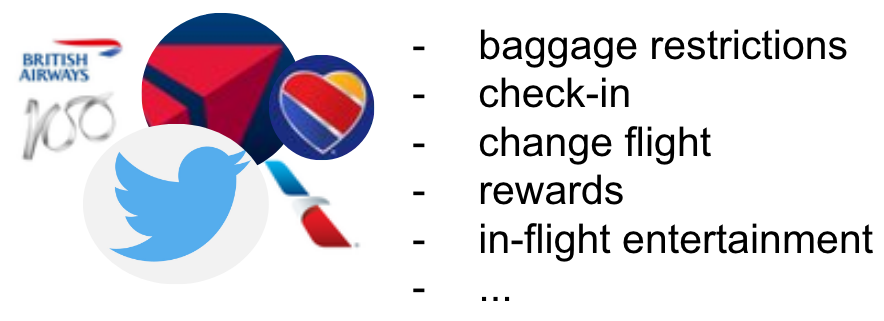 BRITISH
AIRWAYS
100
- baggage restrictions
- check-in
- change flight
- rewards
- in-flight entertainment
- ...